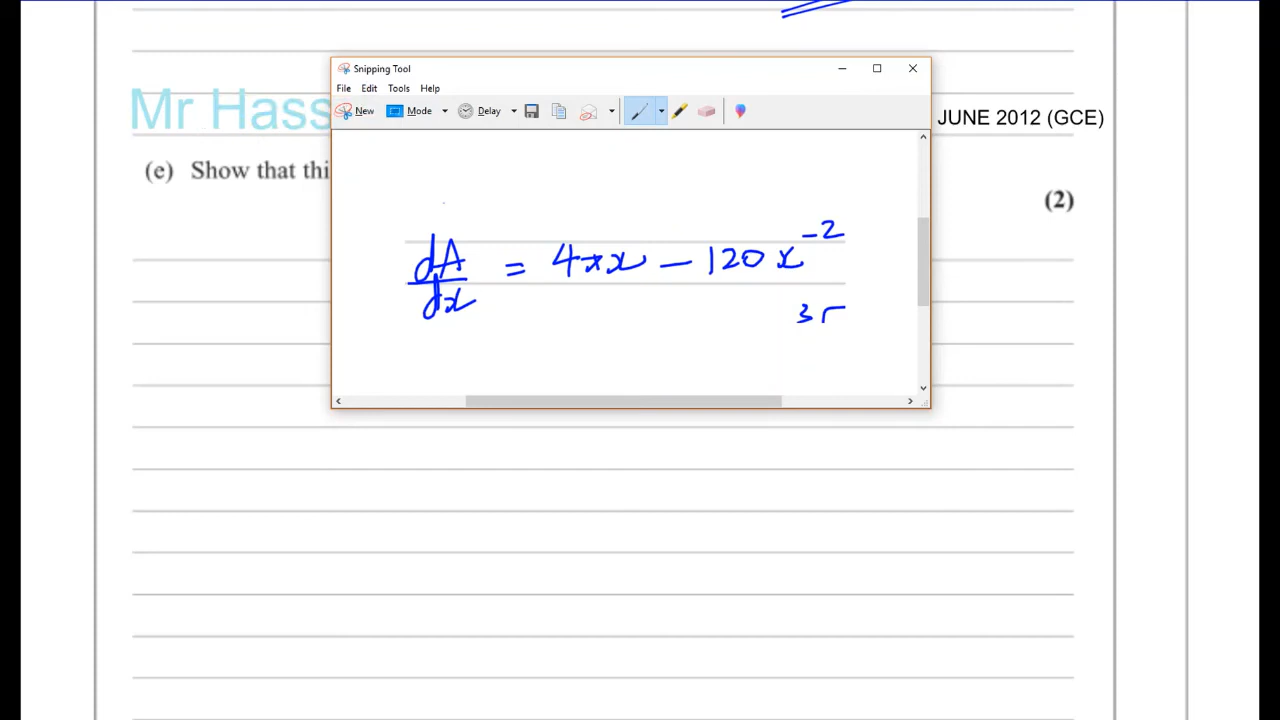 Snipping Tool
File Edit Tools Help
New Mode Delay
Mr Hass
JUNE 2012 (GCE)
(e) Show that thi
(2)
dA/dx = 4πx − 120x⁻²
3